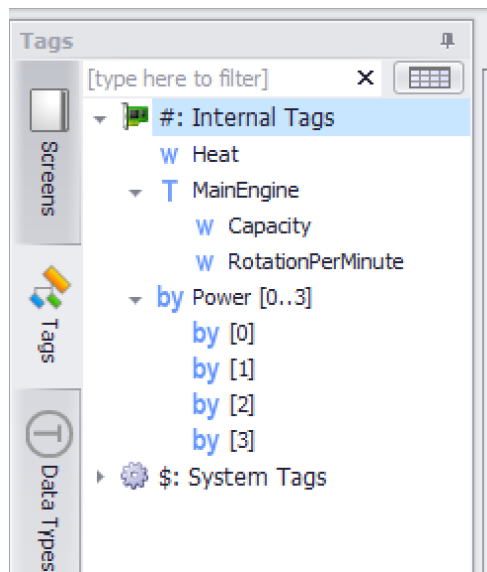 Tags
[type here to filter] ×
#: Internal Tags
w Heat
T MainEngine
w Capacity
w RotationPerMinute
by Power [0..3]
by [0]
by [1]
by [2]
by [3]
$: System Tags
Screens
Tags
T
Data Types